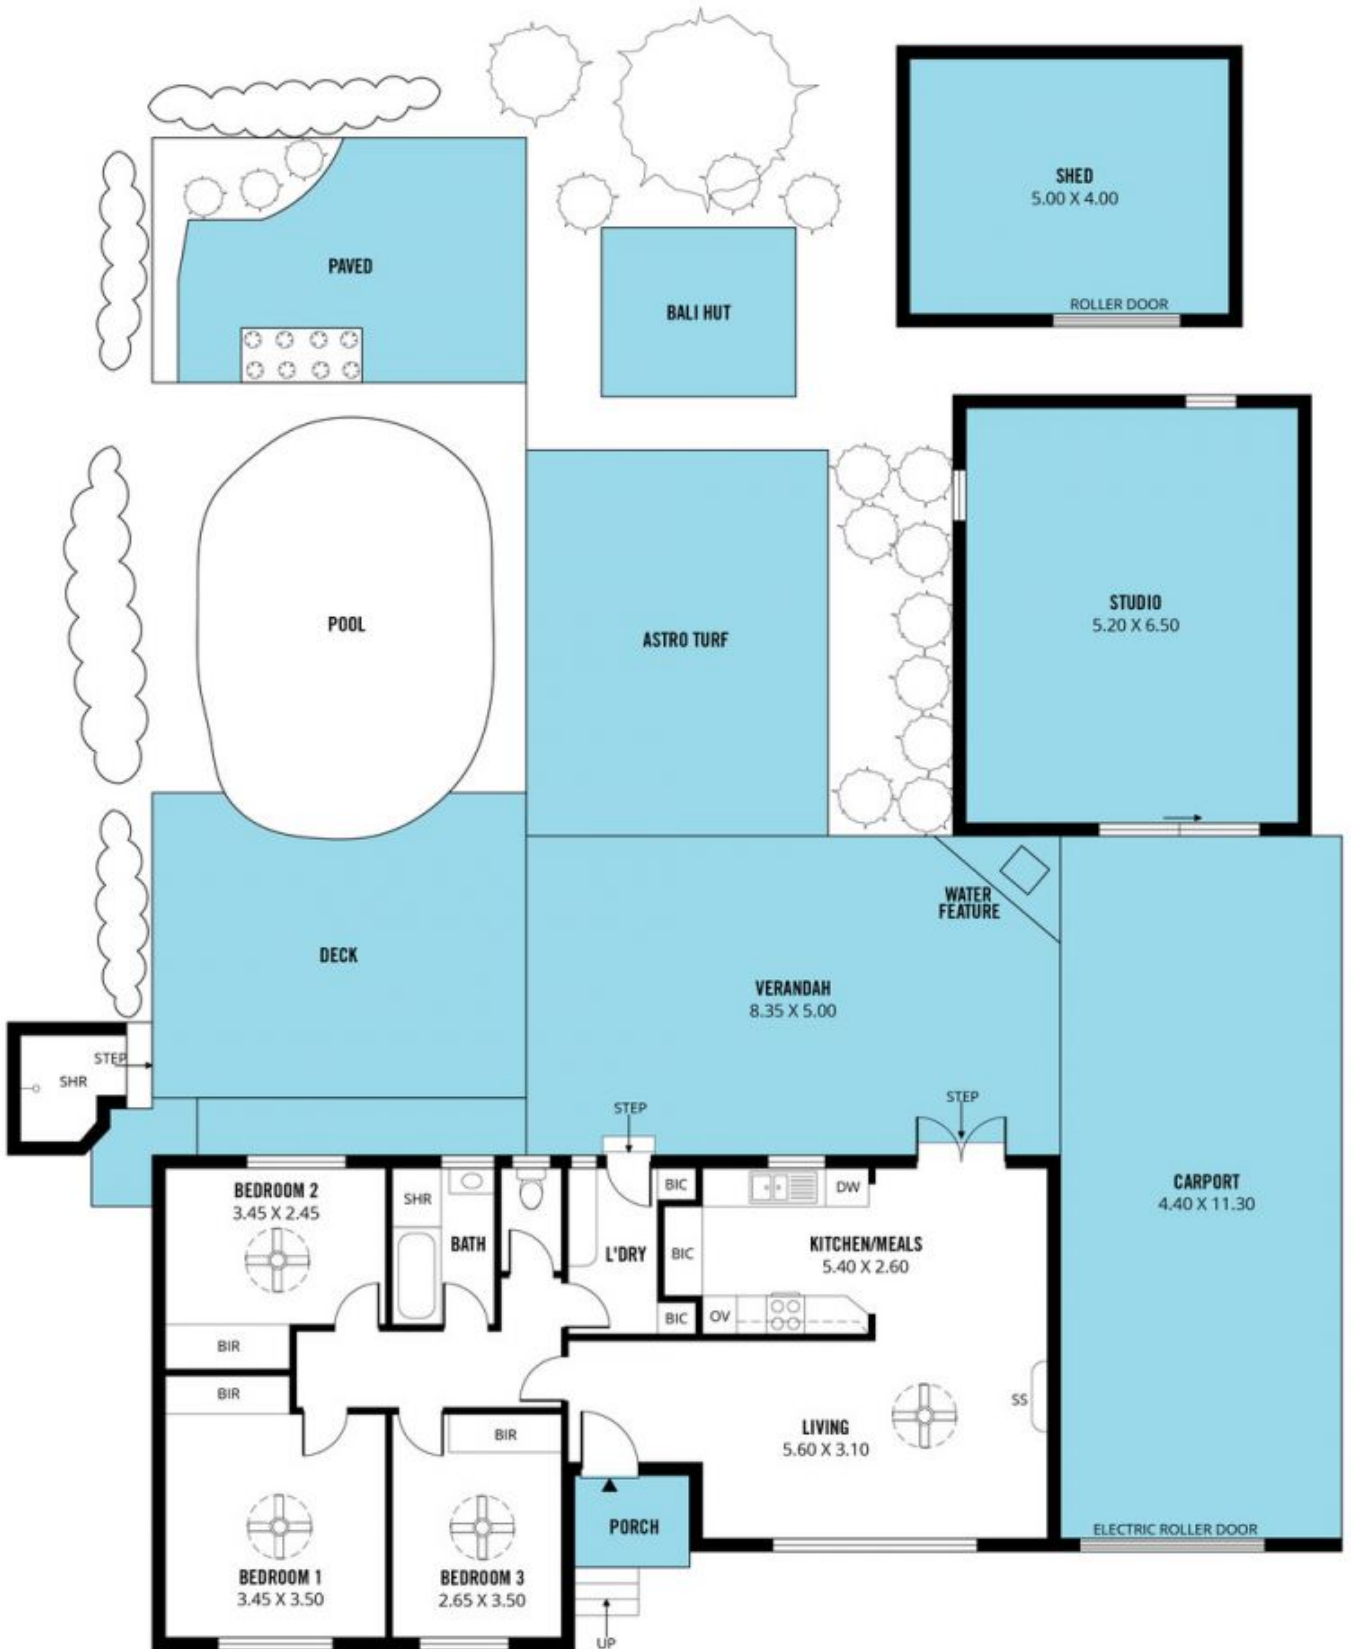 SHED
5.00 X 4.00
ROLLER DOOR
PAVED
BALI HUT
POOL
ASTRO TURF
STUDIO
5.20 X 6.50
WATER
FEATURE
DECK
VERANDAH
8.35 X 5.00
STEP
SHR
STEP
STEP
CARPORT
4.40 X 11.30
BEDROOM 2
3.45 X 2.45
SHR
BATH
BIC
DW
L'DRY
BIC
KITCHEN/MEALS
5.40 X 2.60
BIC
OV
BIR
BIR
BIR
SS
LIVING
5.60 X 3.10
PORCH
ELECTRIC ROLLER DOOR
BEDROOM 1
3.45 X 3.50
BEDROOM 3
2.65 X 3.50
UP